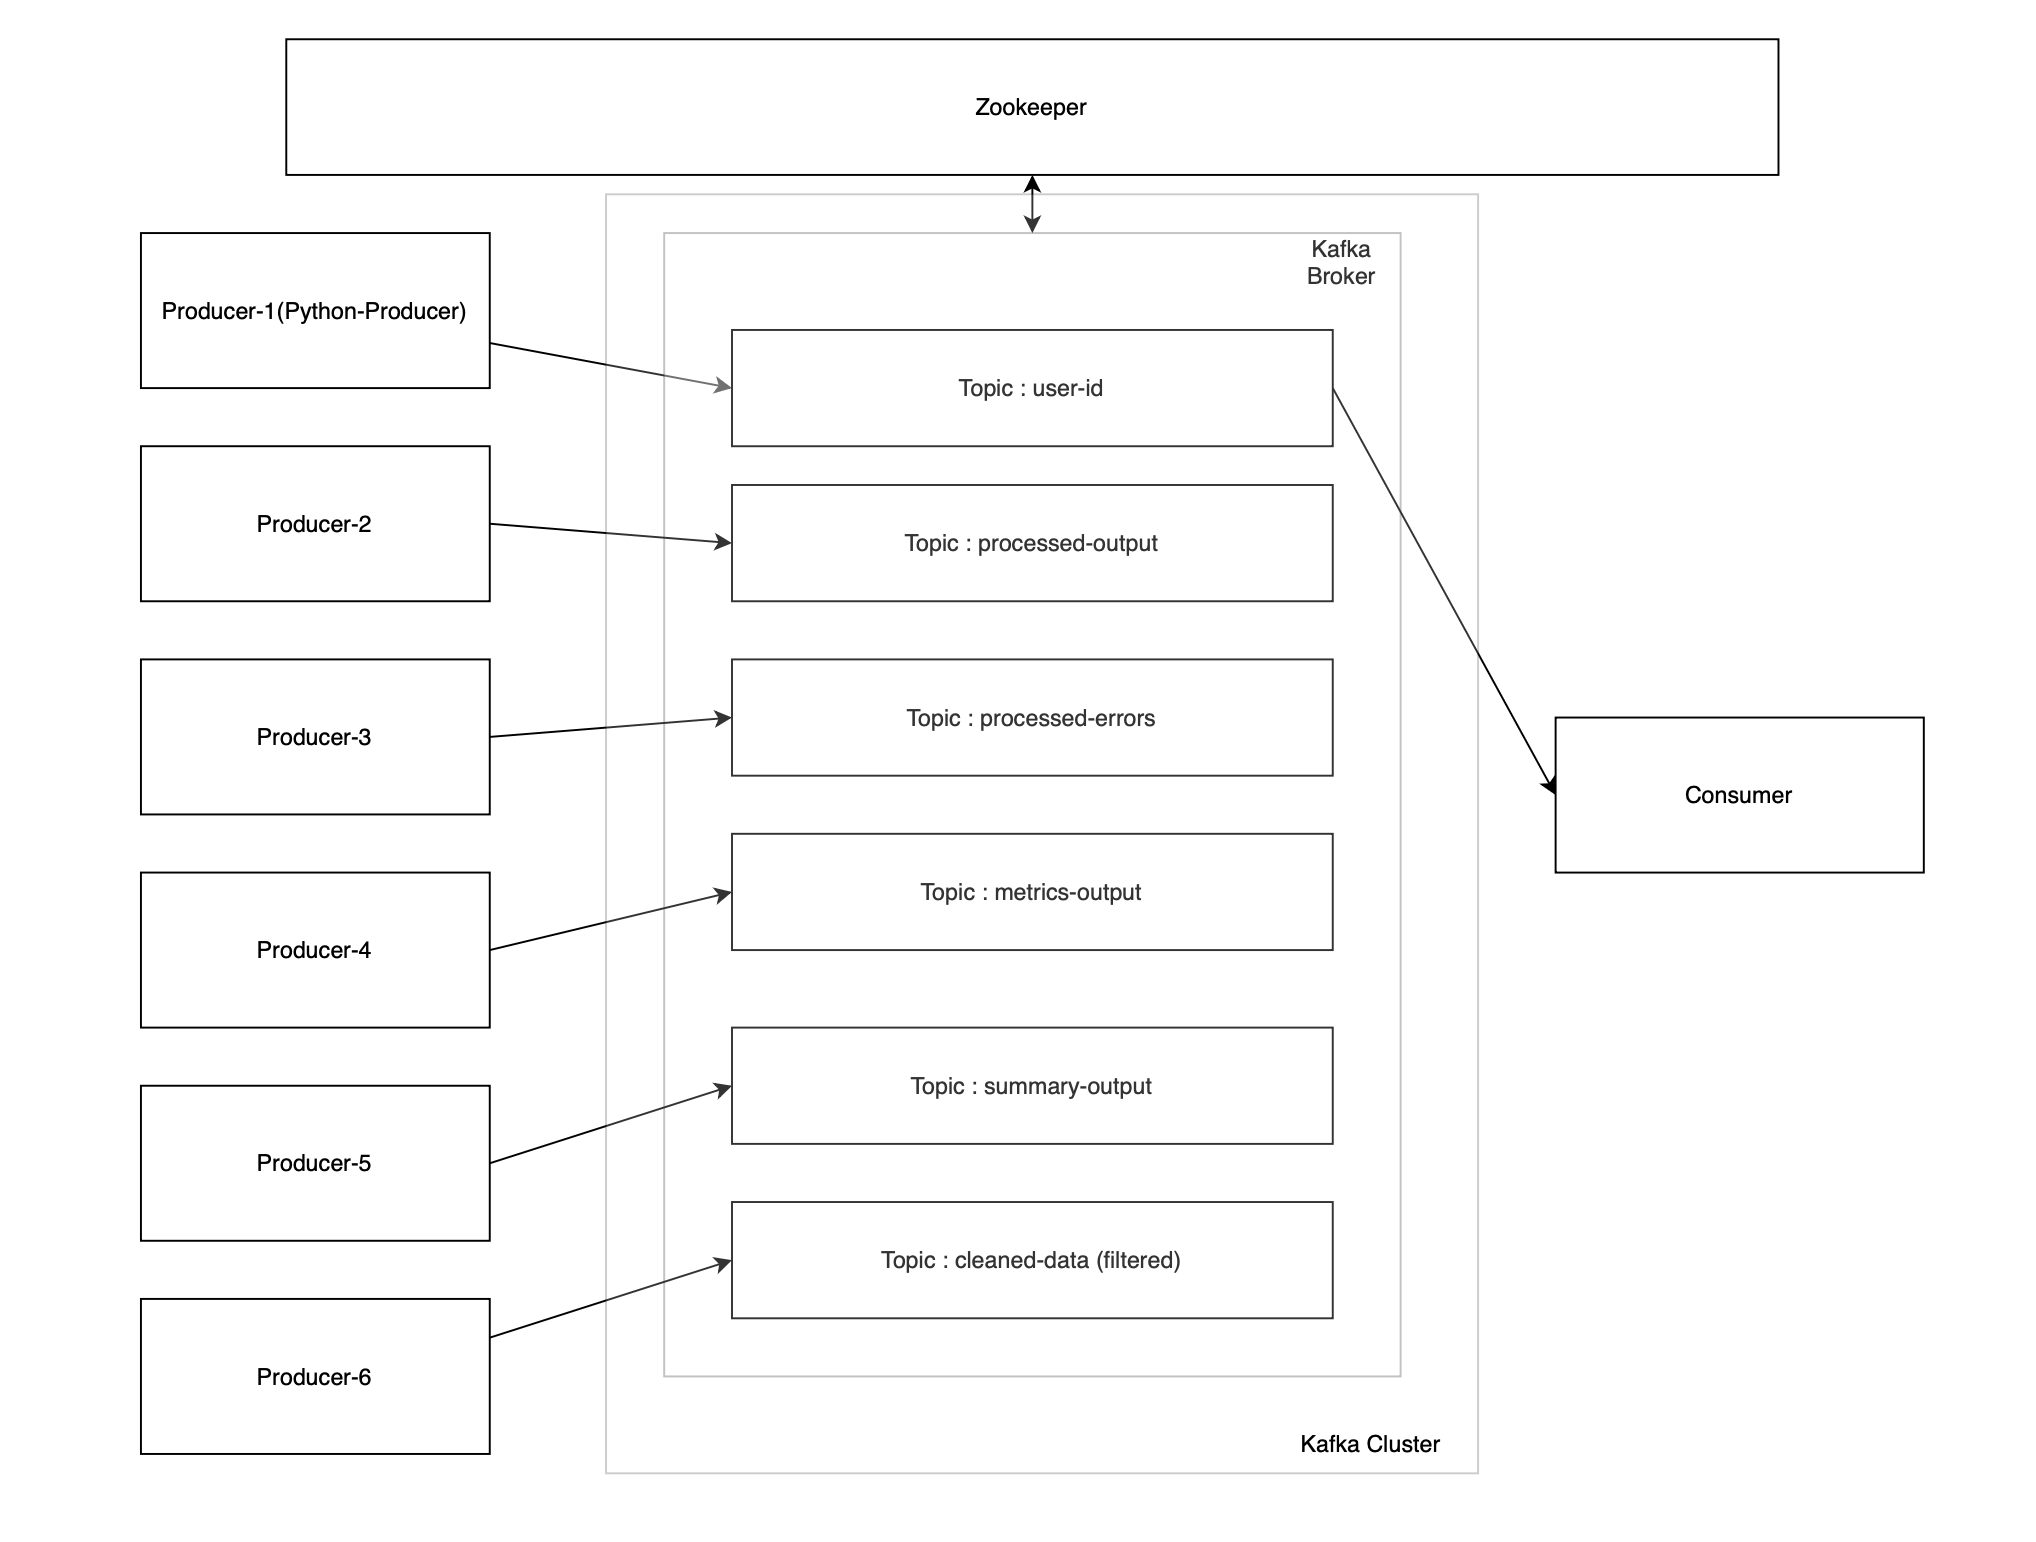 Zookeeper
Kafka
Broker
Producer-1(Python-Producer)
Topic : user-id
Producer-2
Topic : processed-output
Producer-3
Topic : processed-errors
Consumer
Producer-4
Topic : metrics-output
Producer-5
Topic : summary-output
Producer-6
Topic : cleaned-data (filtered)
Kafka Cluster